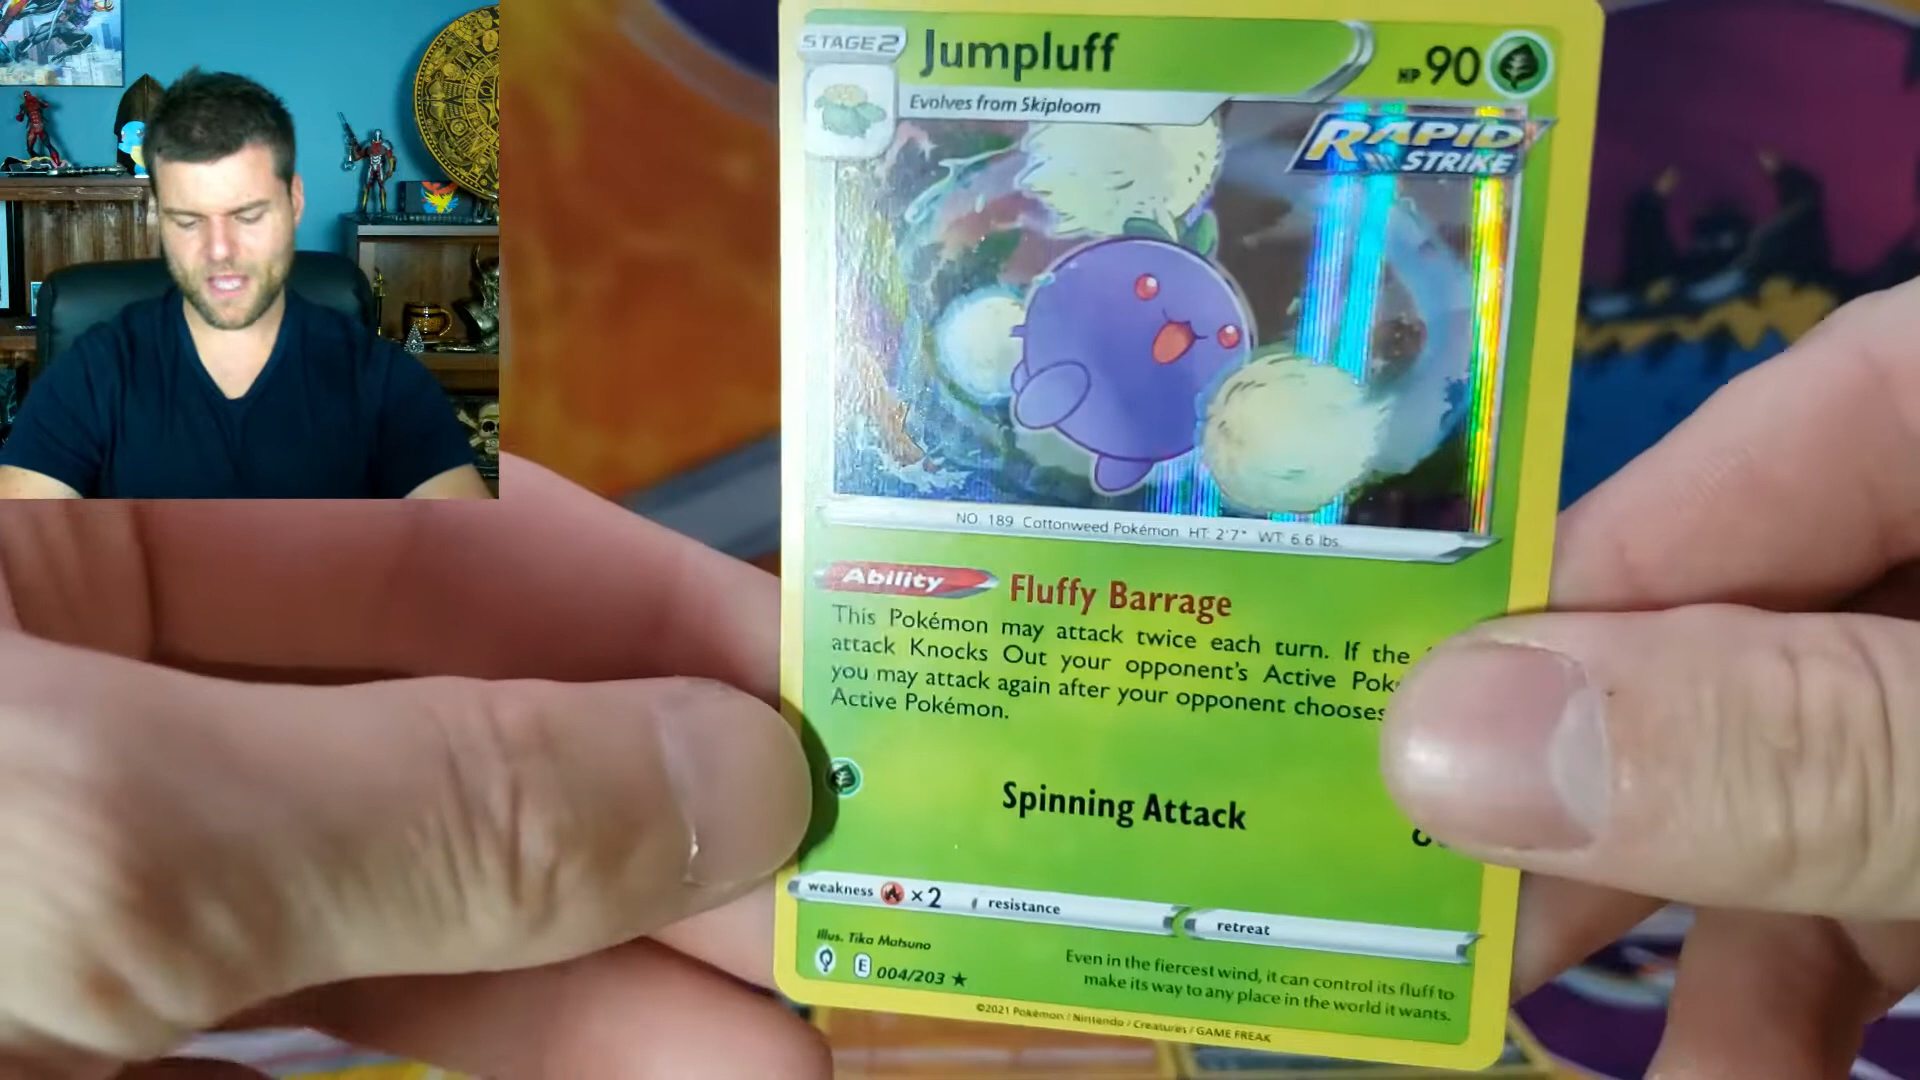 STAGE 2
Jumpluff
HP 90
Evolves from Skiploom
RAPID
STRIKE
NO. 189 Cottonweed Pokémon HT: 2'7" WT: 6.6 lbs.
Ability
Fluffy Barrage
This Pokémon may attack twice each turn. If the
attack Knocks Out your opponent's Active
you may attack again after your opponent chooses
Active Pokémon.
Spinning Attack
weakness ×2 resistance retreat
Illus. Tika Matsuno
E 004/203 ★
Even in the fiercest wind, it can control its fluff to
make its way to any place in the world it wants.
©2021 Pokémon / Nintendo / Creatures / GAME FREAK